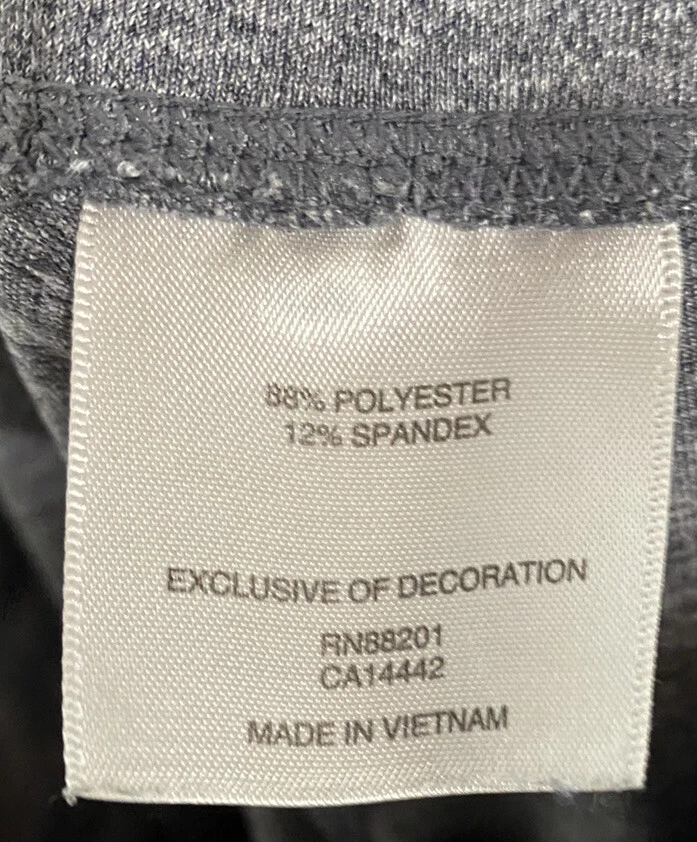 88% POLYESTER
12% SPANDEX
EXCLUSIVE OF DECORATION
RN88201
CA14442
MADE IN VIETNAM